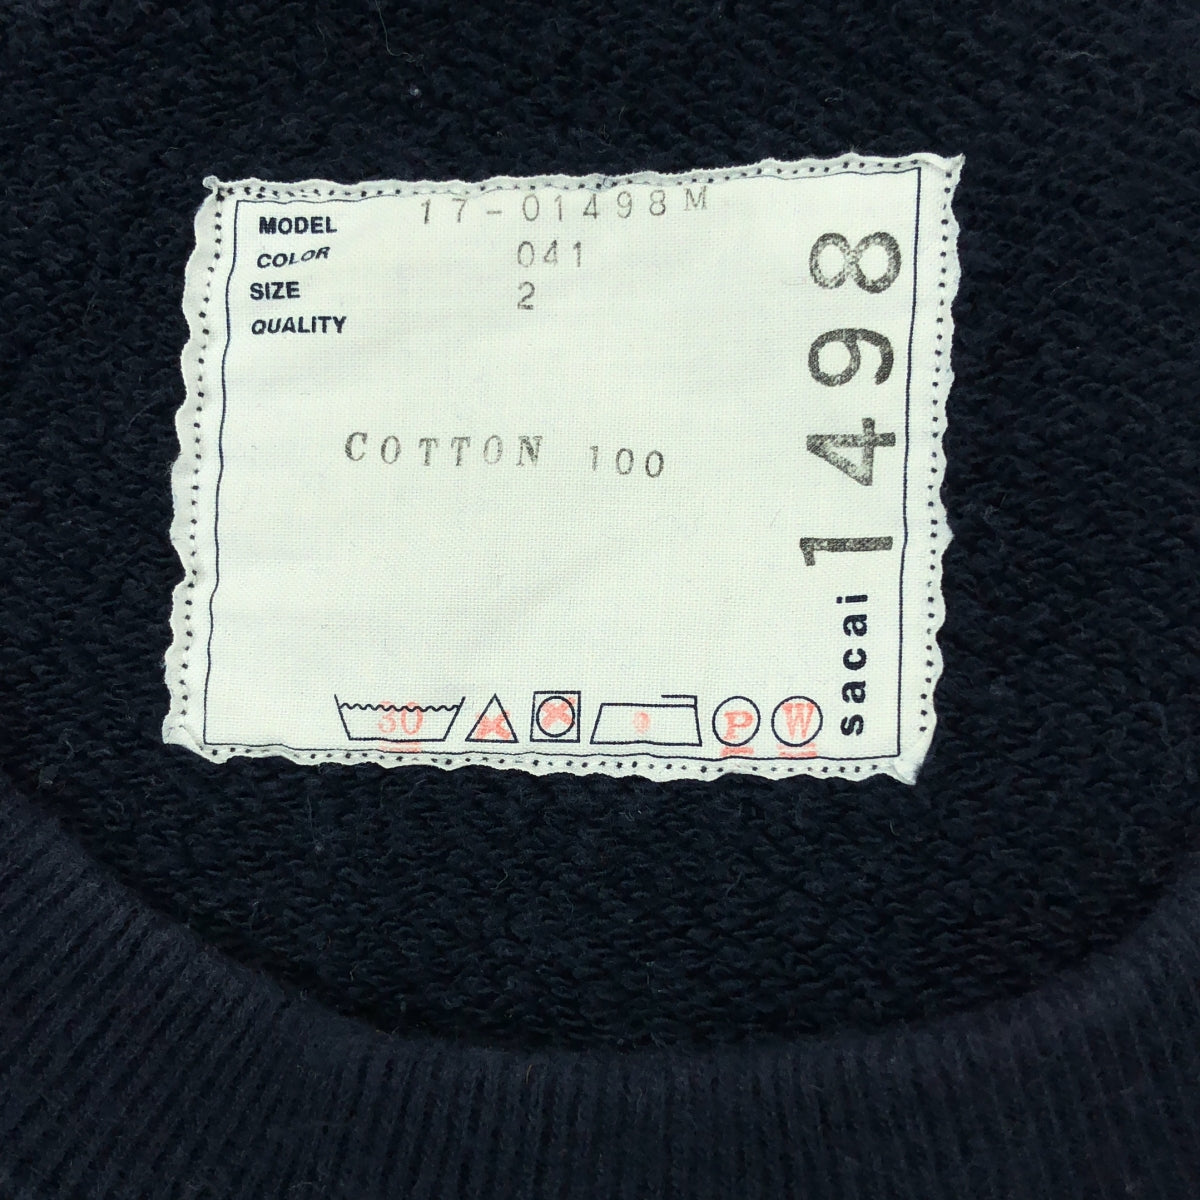 MODEL 17-01498M
COLOR 041
SIZE 2
QUALITY
COTTON 100
sacai 1498
30
P W